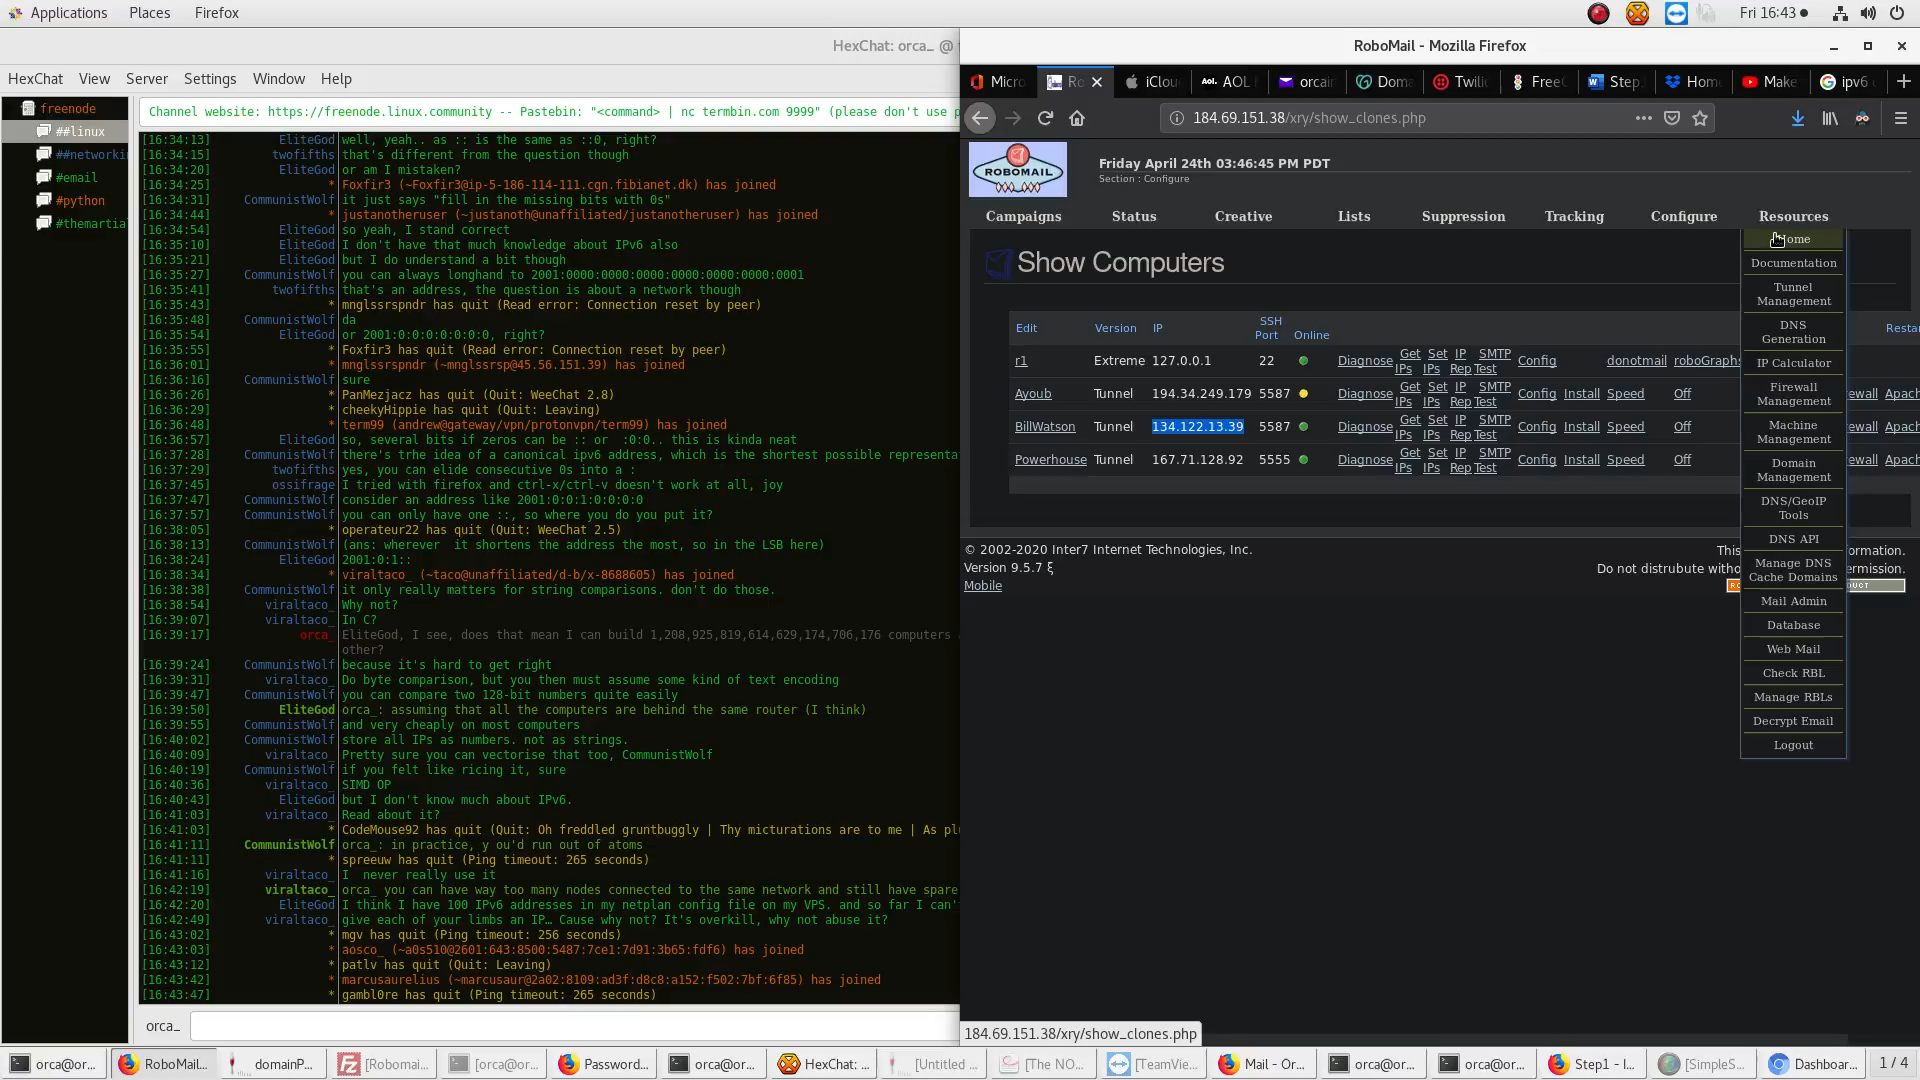 Applications Places Firefox
Fri 16:43
HexChat: orca_ @
HexChat View Server Settings Window Help
freenode
##linux
##networki
#email
#python
#themartia
Channel website: https://freenode.linux.community -- Pastebin: "<command> | nc termbin.com 9999" (please don't use p
[16:34:13] EliteGod well, yeah.. as :: is the same as ::0, right?
[16:34:15] twofifths that's different from the question though
[16:34:20] EliteGod or am I mistaken?
[16:34:25] * Foxfir3 (~Foxfir3@ip-5-186-114-111.cgn.fibianet.dk) has joined
[16:34:31] CommunistWolf it just says "fill in the missing bits with 0s"
[16:34:44] * justanotheruser (~justanoth@unaffiliated/justanotheruser) has joined
[16:34:54] EliteGod so yeah, I stand correct
[16:35:10] EliteGod I don't have that much knowledge about IPv6 also
[16:35:21] EliteGod but I do understand a bit though
[16:35:27] CommunistWolf you can always longhand to 2001:0000:0000:0000:0000:0000:0000:0001
[16:35:41] twofifths that's an address, the question is about a network though
[16:35:43] * mnglssrspndr has quit (Read error: Connection reset by peer)
[16:35:48] CommunistWolf da
[16:35:54] EliteGod or 2001:0:0:0:0:0:0:0, right?
[16:35:55] * Foxfir3 has quit (Read error: Connection reset by peer)
[16:36:01] * mnglssrspndr (~mnglssrsp@45.56.151.39) has joined
[16:36:16] CommunistWolf sure
[16:36:26] * PanMezjacz has quit (Quit: WeeChat 2.8)
[16:36:29] * cheekyHippie has quit (Quit: Leaving)
[16:36:48] * term99 (andrew@gateway/vpn/protonvpn/term99) has joined
[16:36:57] EliteGod so, several bits if zeros can be :: or :0:0.. this is kinda neat
[16:37:28] CommunistWolf there's trhe idea of a canonical ipv6 address, which is the shortest possible representa
[16:37:29] twofifths yes, you can elide consecutive 0s into a :
[16:37:45] ossifrage I tried with firefox and ctrl-x/ctrl-v doesn't work at all, joy
[16:37:47] CommunistWolf consider an address like 2001:0:0:1:0:0:0:0
[16:37:57] CommunistWolf you can only have one ::, so where you do you put it?
[16:38:05] * operateur22 has quit (Quit: WeeChat 2.5)
[16:38:13] CommunistWolf (ans: wherever  it shortens the address the most, so in the LSB here)
[16:38:24] EliteGod 2001:0:1::
[16:38:34] * viraltaco_ (~taco@unaffiliated/d-b/x-8688605) has joined
[16:38:38] CommunistWolf it only really matters for string comparisons. don't do those.
[16:38:54] viraltaco_ Why not?
[16:39:07] viraltaco_ In C?
[16:39:17] orca_ EliteGod, I see, does that mean I can build 1,208,925,819,614,629,174,706,176 computers
other?
[16:39:24] CommunistWolf because it's hard to get right
[16:39:31] viraltaco_ Do byte comparison, but you then must assume some kind of text encoding
[16:39:47] CommunistWolf you can compare two 128-bit numbers quite easily
[16:39:50] EliteGod orca_: assuming that all the computers are behind the same router (I think)
[16:39:55] CommunistWolf and very cheaply on most computers
[16:40:02] CommunistWolf store all IPs as numbers. not as strings.
[16:40:09] viraltaco_ Pretty sure you can vectorise that too, CommunistWolf
[16:40:19] CommunistWolf if you felt like ricing it, sure
[16:40:36] viraltaco_ SIMD OP
[16:40:43] EliteGod but I don't know much about IPv6.
[16:41:03] viraltaco_ Read about it?
[16:41:03] * CodeMouse92 has quit (Quit: Oh freddled gruntbuggly | Thy micturations are to me | As plu
[16:41:11] CommunistWolf orca_: in practice, y ou'd run out of atoms
[16:41:11] * spreeuw has quit (Ping timeout: 265 seconds)
[16:41:16] viraltaco_ I  never really use it
[16:42:19] viraltaco_ orca_ you can have way too many nodes connected to the same network and still have spare
[16:42:20] EliteGod I think I have 100 IPv6 addresses in my netplan config file on my VPS. and so far I can'
[16:42:49] viraltaco_ give each of your limbs an IP… Cause why not? It's overkill, why not abuse it?
[16:43:02] * mgv has quit (Ping timeout: 256 seconds)
[16:43:03] * aosco_ (~a0s510@2601:643:8500:5487:7ce1:7d91:3b65:fdf6) has joined
[16:43:12] * patlv has quit (Quit: Leaving)
[16:43:42] * marcusaurelius (~marcusaur@2a02:8109:ad3f:d8c8:a152:f502:7bf:6f85) has joined
[16:43:47] * gambl0re has quit (Ping timeout: 265 seconds)
orca_
RoboMail - Mozilla Firefox
Micro Ro iClou AOL orcai Doma Twili Free Step Hom Make ipv6
184.69.151.38/xry/show_clones.php
ROBOMAIL
Friday April 24th 03:46:45 PM PDT
Section : Configure
Campaigns Status Creative Lists Suppression Tracking Configure Resources
Show Computers
Edit Version IP SSH Port Online Resta
r1 Extreme 127.0.0.1 22 Diagnose Get IPs Set IPs IP Rep SMTP Test Config donotmail roboGraphs
Ayoub Tunnel 194.34.249.179 5587 Diagnose Get IPs Set IPs IP Rep SMTP Test Config Install Speed Off ewall Apach
BillWatson Tunnel 134.122.13.39 5587 Diagnose Get IPs Set IPs IP Rep SMTP Test Config Install Speed Off ewall Apach
Powerhouse Tunnel 167.71.128.92 5555 Diagnose Get IPs Set IPs IP Rep SMTP Test Config Install Speed Off ewall Apach
Home
Documentation
Tunnel
Management
DNS
Generation
IP Calculator
Firewall
Management
Machine
Management
Domain
Management
DNS/GeoIP
Tools
DNS API
Manage DNS
Cache Domains
Mail Admin
Database
Web Mail
Check RBL
Manage RBLs
Decrypt Email
Logout
© 2002-2020 Inter7 Internet Technologies, Inc.
Version 9.5.7 ξ
Mobile
This ormation.
Do not distrubute witho ermission.
184.69.151.38/xry/show_clones.php
orca@or... RoboMail... domainP... [Robomai... [orca@or... Password... orca@or... HexChat: ... [Untitled ... [The NO... [TeamVie... Mail - Or... orca@or... orca@or... Step1 - I... [SimpleS... Dashboar... 1 / 4